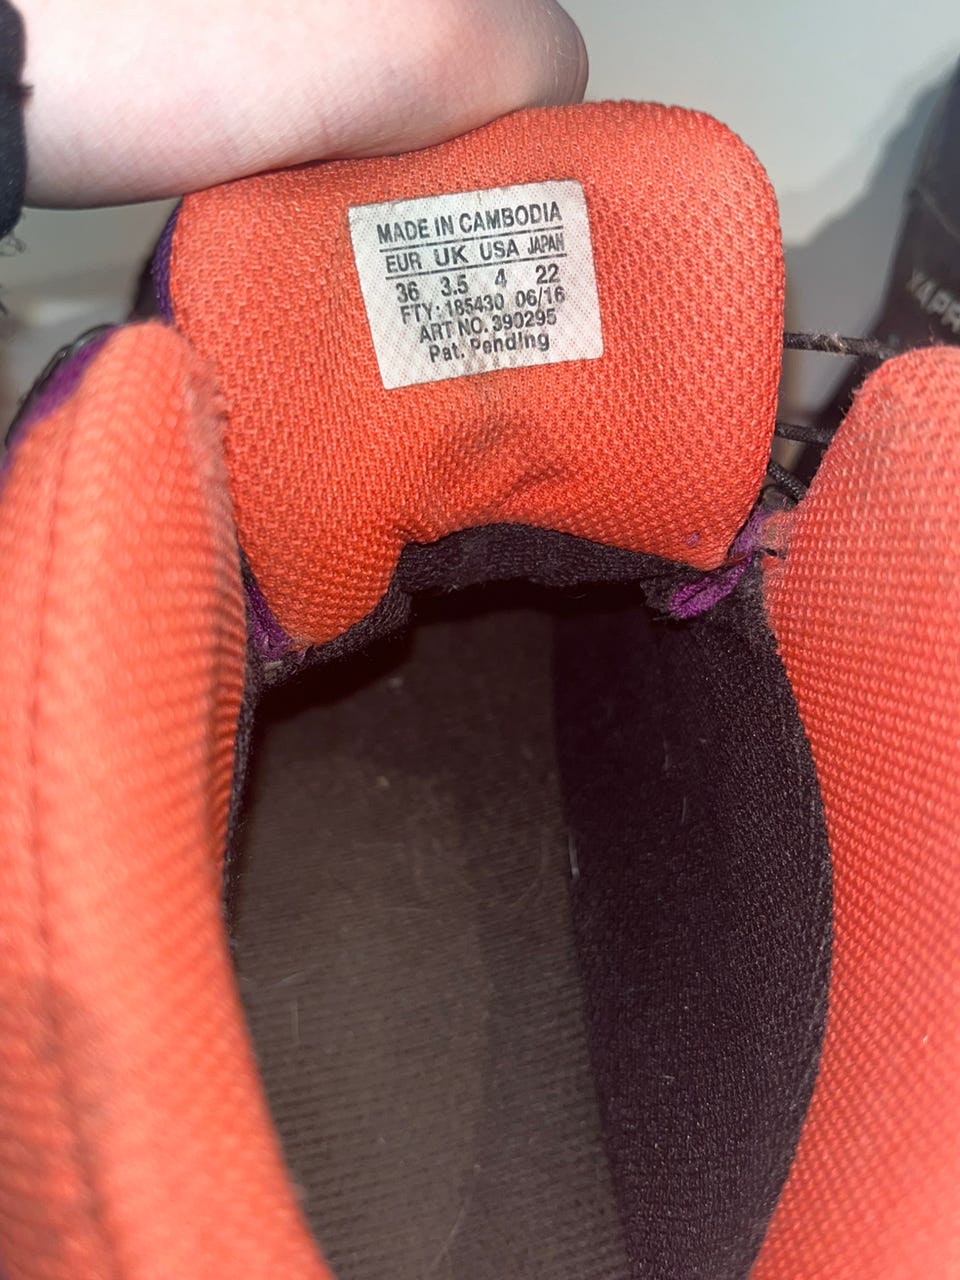 MADE IN CAMBODIA
EUR UK USA JAPAN
36 3.5 4 22
FTY: 185430 06/16
ART NO. 390295
Pat. Pending